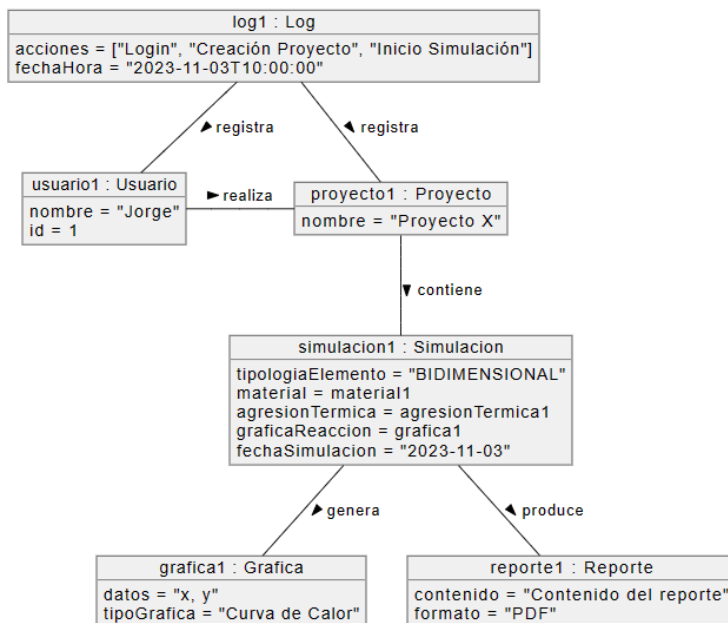 log1 : Log
acciones = ["Login", "Creación Proyecto", "Inicio Simulación"]
fechaHora = "2023-11-03T10:00:00"
registra
registra
usuario1 : Usuario
nombre = "Jorge"
id = 1
realiza
proyecto1 : Proyecto
nombre = "Proyecto X"
contiene
simulacion1 : Simulacion
tipologiaElemento = "BIDIMENSIONAL"
material = material1
agresionTermica = agresionTermica1
graficaReaccion = grafica1
fechaSimulacion = "2023-11-03"
genera
produce
grafica1 : Grafica
datos = "x, y"
tipoGrafica = "Curva de Calor"
reporte1 : Reporte
contenido = "Contenido del reporte"
formato = "PDF"